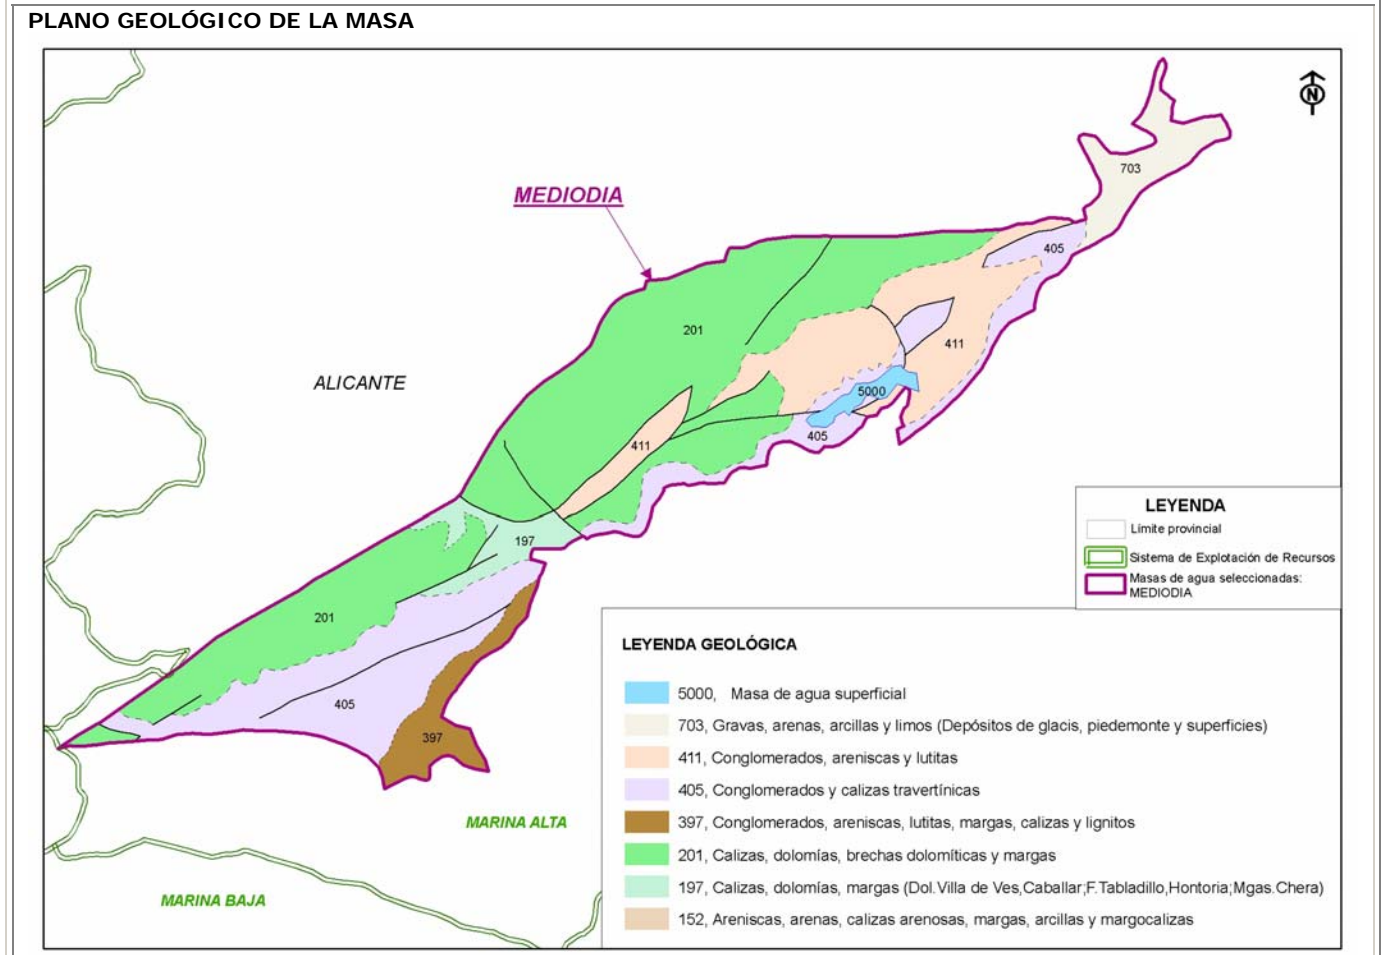 PLANO GEOLÓGICO DE LA MASA
N
703
MEDIODIA
405
201
411
ALICANTE
5000
405
411
197
201
405
397
MARINA ALTA
MARINA BAJA
LEYENDA
Límite provincial
Sistema de Explotación de Recursos
Masas de agua seleccionadas:
MEDIODIA
LEYENDA GEOLÓGICA
5000, Masa de agua superficial
703, Gravas, arenas, arcillas y limos (Depósitos de glacis, piedemonte y superficies)
411, Conglomerados, areniscas y lutitas
405, Conglomerados y calizas travertínicas
397, Conglomerados, areniscas, lutitas, margas, calizas y lignitos
201, Calizas, dolomías, brechas dolomíticas y margas
197, Calizas, dolomías, margas (Dol.Villa de Ves,Caballar;F.Tabladillo,Hontoria;Mgas.Chera)
152, Areniscas, arenas, calizas arenosas, margas, arcillas y margocalizas